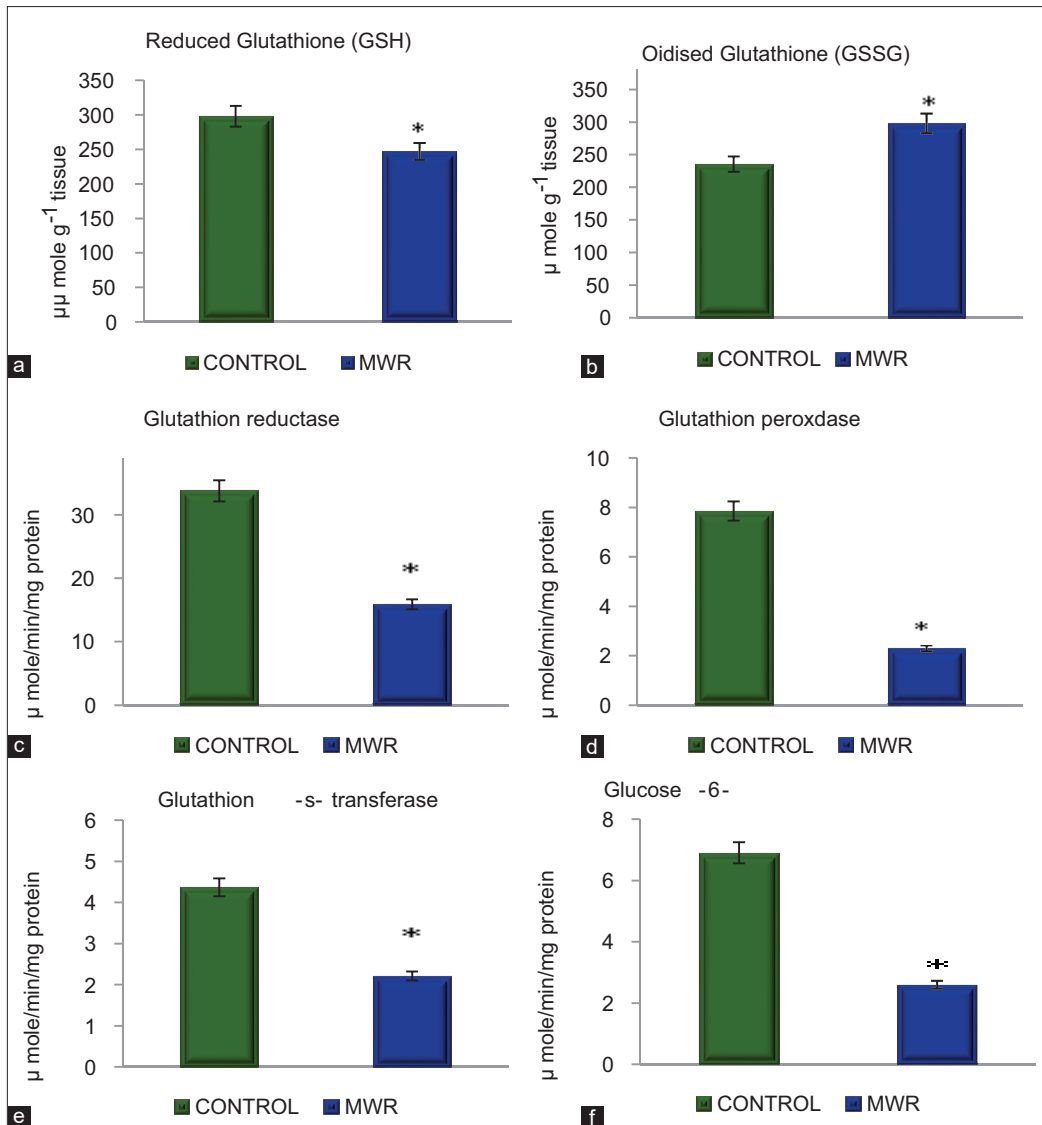 Reduced Glutathione (GSH)
350
300
250
200
150
100
50
0
µµ mole g-1 tissue
*
CONTROL MWR
a
Oidised Glutathione (GSSG)
350
300
250
200
150
100
50
0
µ mole g-1 tissue
*
CONTROL MWR
b
Glutathion reductase
30
20
10
0
µ mole/min/mg protein
*
CONTROL MWR
c
Glutathion peroxdase
10
8
6
4
2
0
µ mole/min/mg protein
*
CONTROL MWR
d
Glutathion -s- transferase
6
5
4
3
2
1
0
µ mole/min/mg protein
*
CONTROL MWR
e
Glucose -6-
8
6
4
2
0
µ mole/min/mg protein
*
CONTROL MWR
f